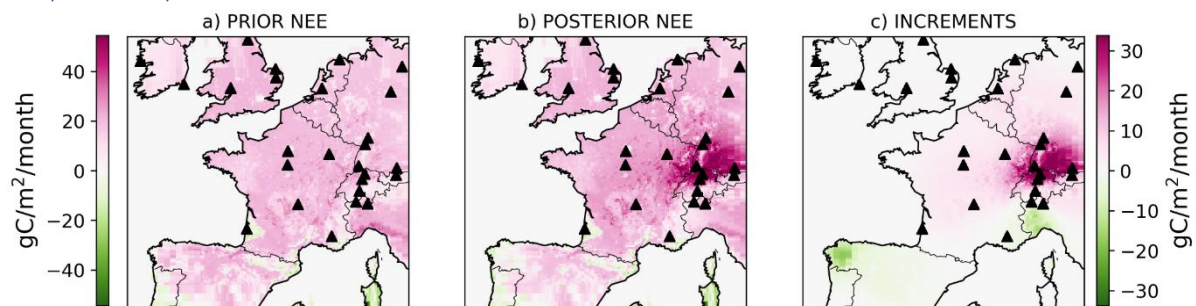 a) PRIOR NEE
b) POSTERIOR NEE
c) INCREMENTS
40
20
0
−20
−40
gC/m²/month
30
20
10
0
−10
−20
−30
gC/m²/month